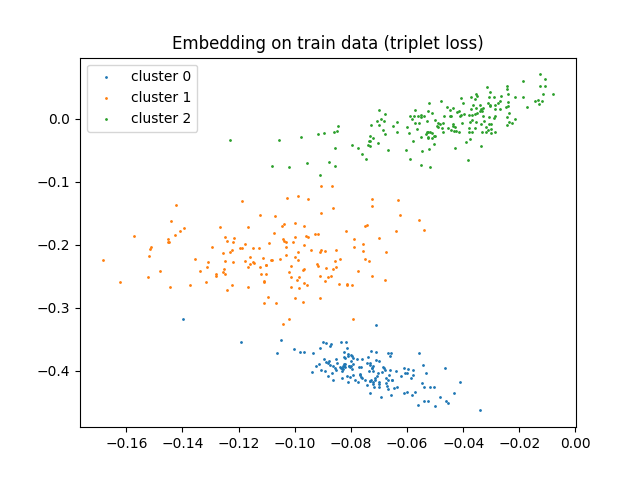 Embedding on train data (triplet loss)
cluster 0
cluster 1
cluster 2
0.0
−0.1
−0.2
−0.3
−0.4
−0.16 −0.14 −0.12 −0.10 −0.08 −0.06 −0.04 −0.02 0.00